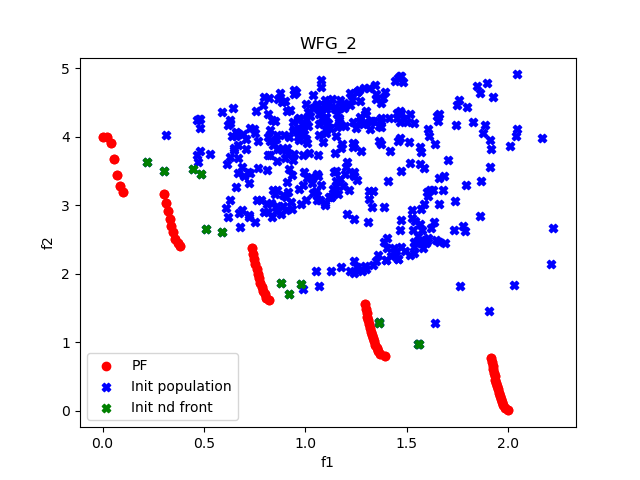 WFG_2
5
4
3
2
1
0
f2
0.0 0.5 1.0 1.5 2.0
f1
PF
Init population
Init nd front